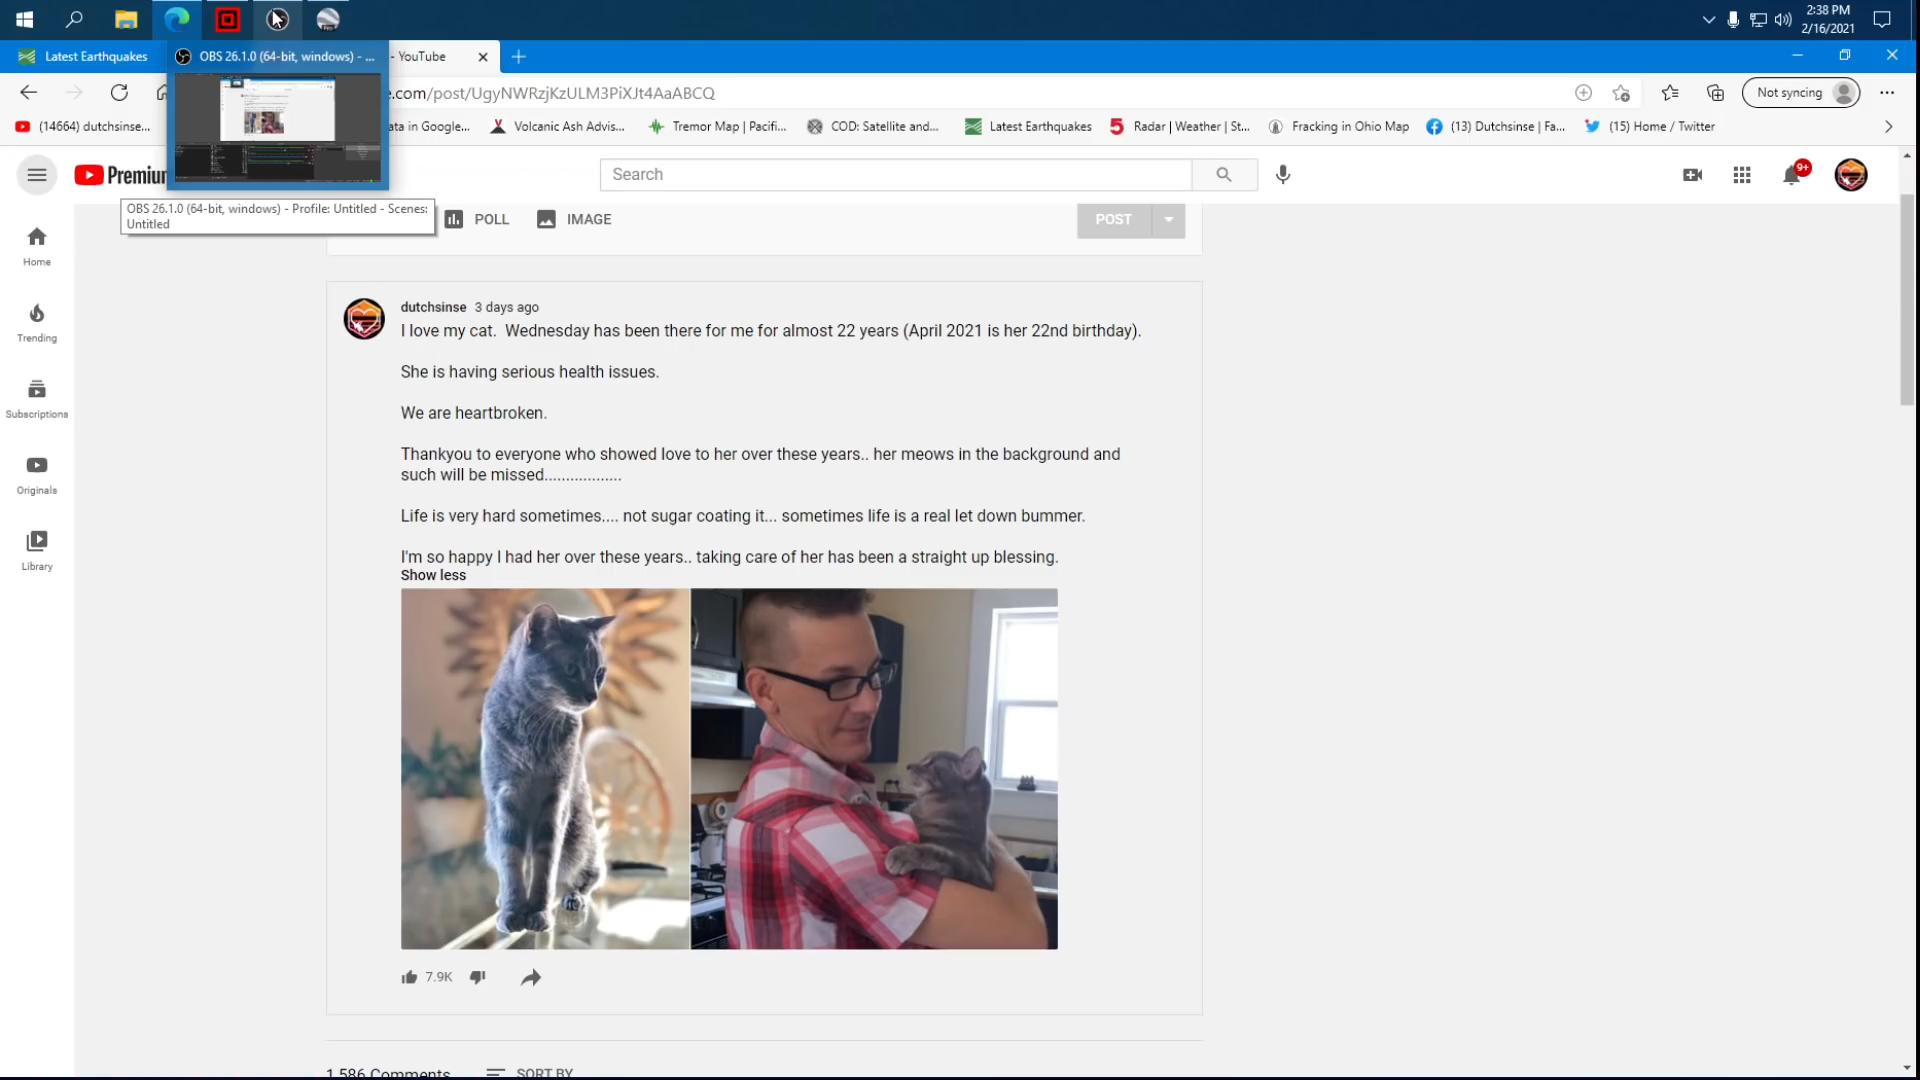 2:38 PM
2/16/2021
Latest Earthquakes
OBS 26.1.0 (64-bit, windows) - ...
- YouTube
e.com/post/UgyNWRzjKzULM3PiXJt4AaABCQ
Not syncing
(14664) dutchsinse...
ata in Google...
Volcanic Ash Advis...
Tremor Map | Pacifi...
COD: Satellite and...
Latest Earthquakes
5
Radar | Weather | St...
Fracking in Ohio Map
(13) Dutchsinse | Fa...
(15) Home / Twitter
Premiu
Search
9+
OBS 26.1.0 (64-bit, windows) - Profile: Untitled - Scenes:
Untitled
POLL
IMAGE
POST
Home
Trending
Subscriptions
Originals
Library
dutchsinse 3 days ago
I love my cat. Wednesday has been there for me for almost 22 years (April 2021 is her 22nd birthday).
She is having serious health issues.
We are heartbroken.
Thankyou to everyone who showed love to her over these years.. her meows in the background and
such will be missed..................
Life is very hard sometimes.... not sugar coating it... sometimes life is a real let down bummer.
I'm so happy I had her over these years.. taking care of her has been a straight up blessing.
Show less
7.9K
1,586 Comments
SORT BY